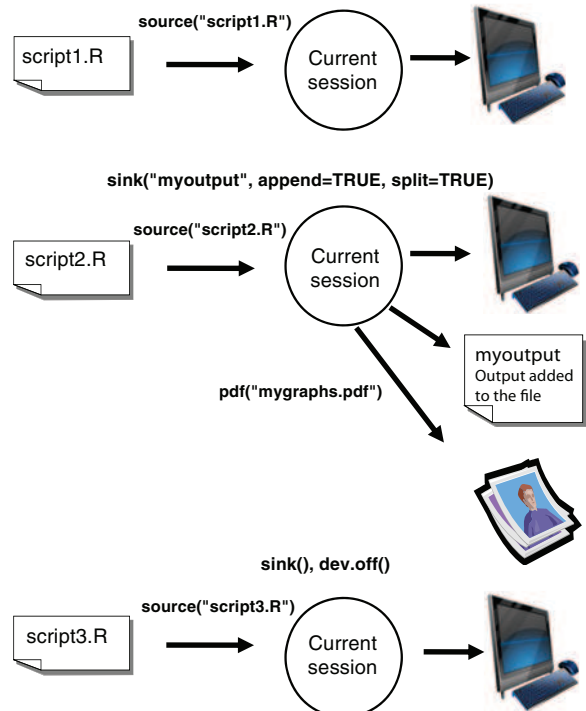 source("script1.R")
script1.R
Current
session
sink("myoutput", append=TRUE, split=TRUE)
source("script2.R")
script2.R
Current
session
myoutput
Output added
to the file
pdf("mygraphs.pdf")
sink(), dev.off()
source("script3.R")
script3.R
Current
session